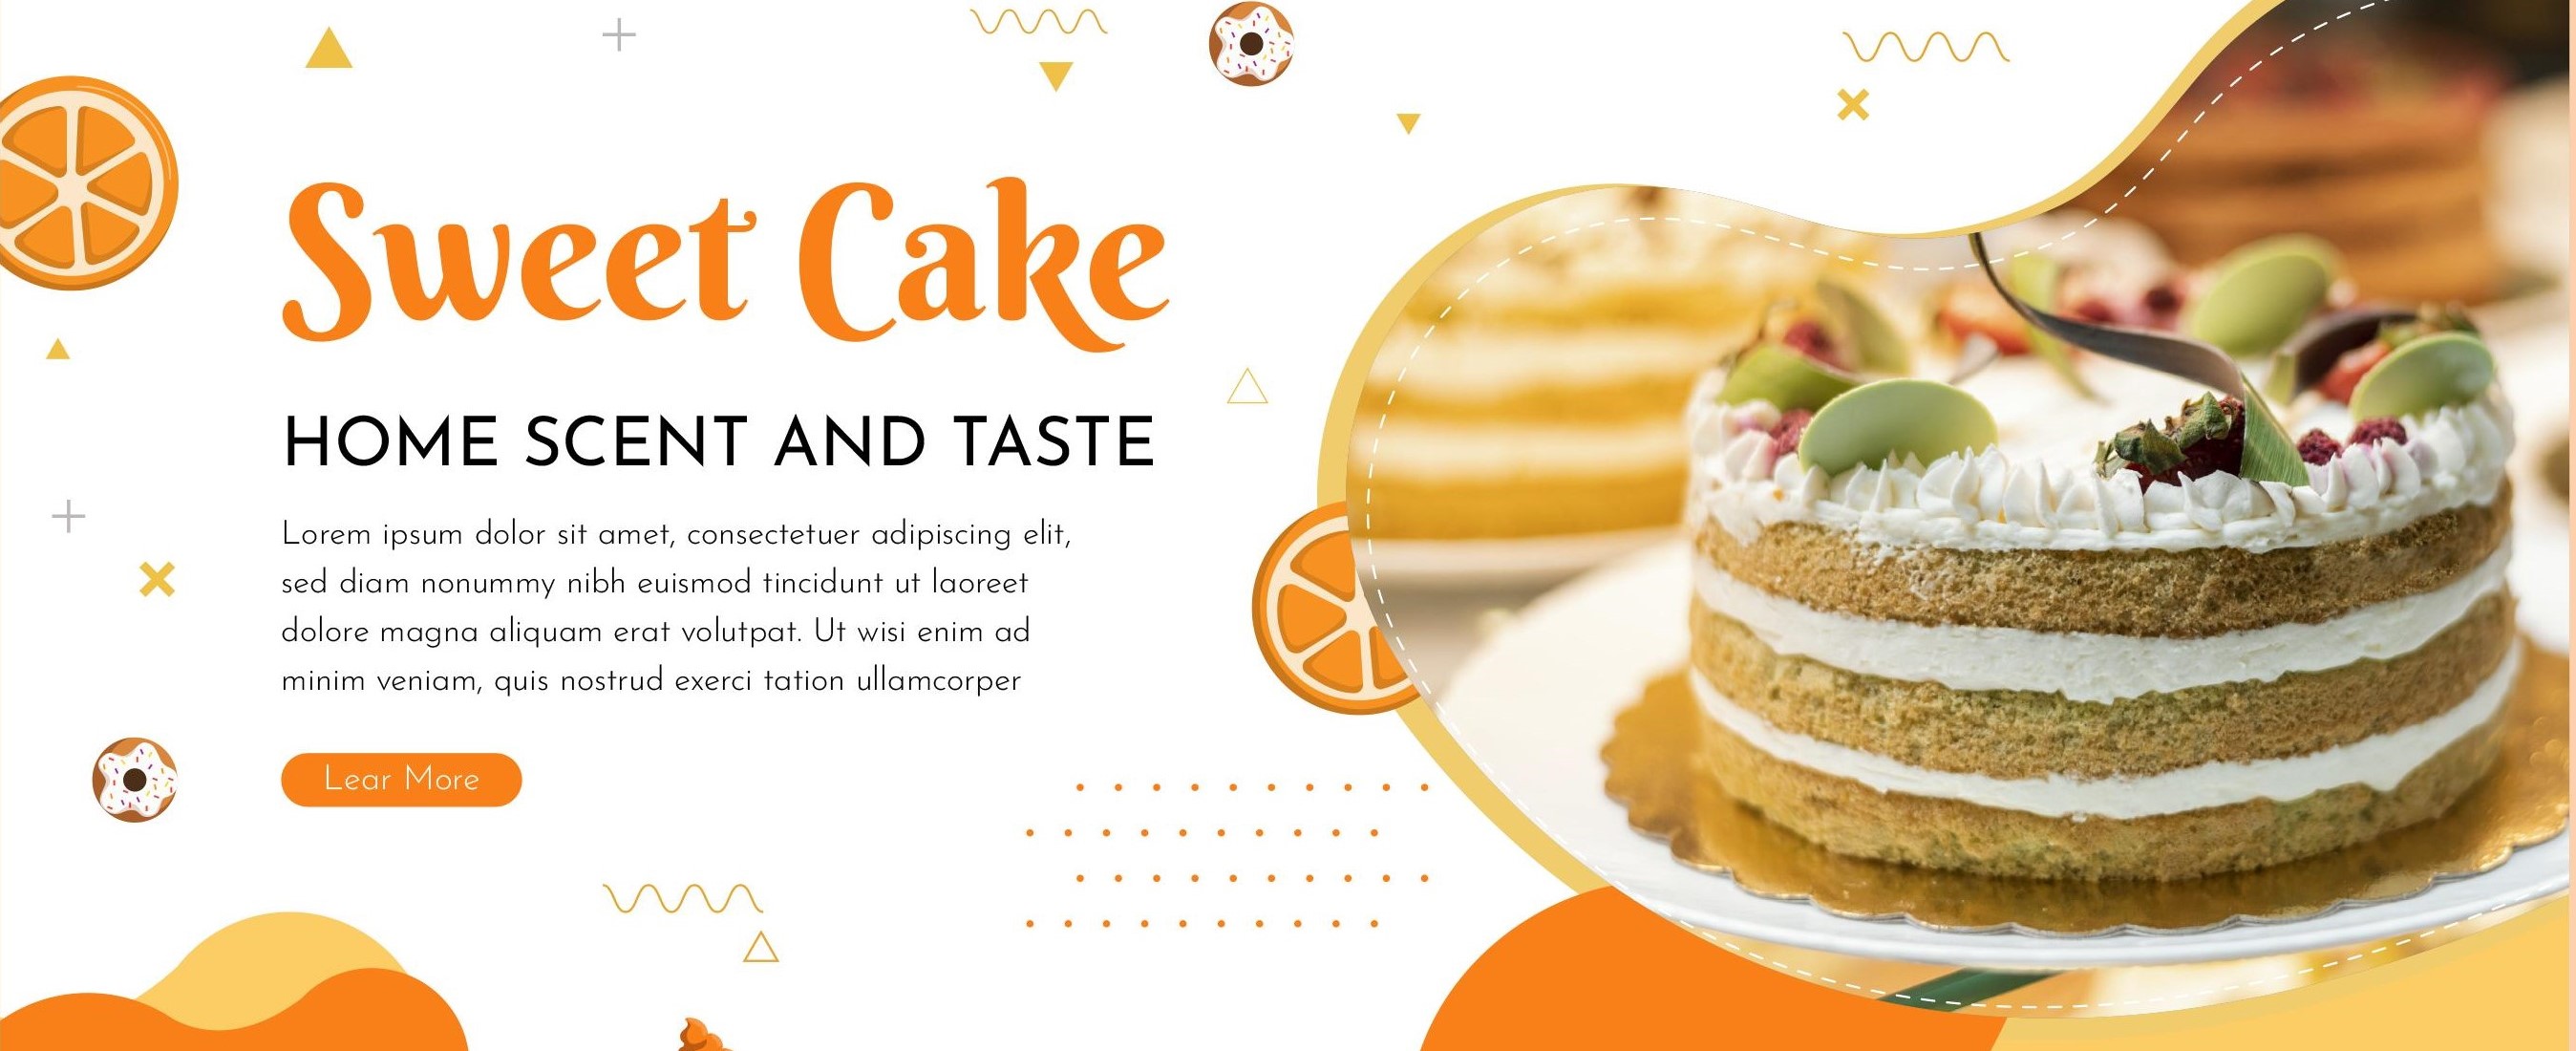 Sweet Cake
HOME SCENT AND TASTE
Lorem ipsum dolor sit amet, consectetuer adipiscing elit,
sed diam nonummy nibh euismod tincidunt ut laoreet
dolore magna aliquam erat volutpat. Ut wisi enim ad
minim veniam, quis nostrud exerci tation ullamcorper
Lear More